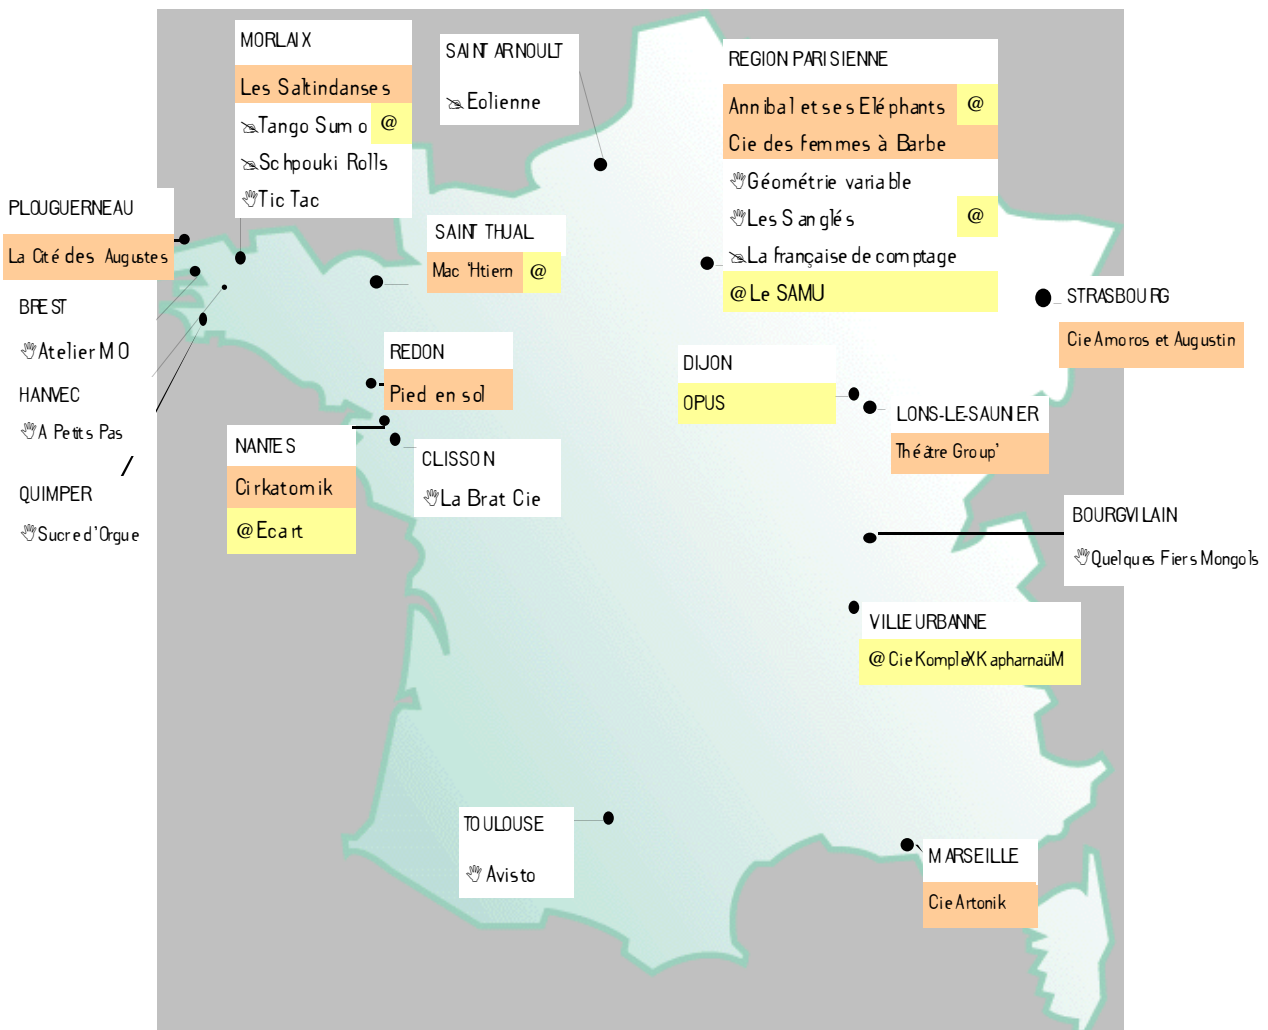 MORLAIX
Les Saltindanses
Tango Sumo @
Schpouki Rolls
Tic Tac
SAINT ARNOULT
Eolienne
REGION PARISIENNE
Annibal et ses Eléphants @
Cie des femmes à Barbe
Géométrie variable
Les Sanglés @
La française de comptage
@ Le SAMU
PLOUGUERNEAU
La Cité des Augustes
SAINT THUAL
Mac 'Htiern @
BREST
Atelier MO
HANVEC
A Petits Pas
QUIMPER
Sucre d'Orgue
REDON
Pied en sol
NANTES
Cirkatomik
@ Ecart
CLISSON
La Brat Cie
DIJON
OPUS
STRASBOURG
Cie Amoros et Augustin
LONS-LE-SAUNIER
Théâtre Group'
BOURGVILAIN
Quelques Fiers Mongols
VILLEURBANNE
@ Cie KompleXKapharnaüM
TOULOUSE
Avisto
MARSEILLE
Cie Artonik